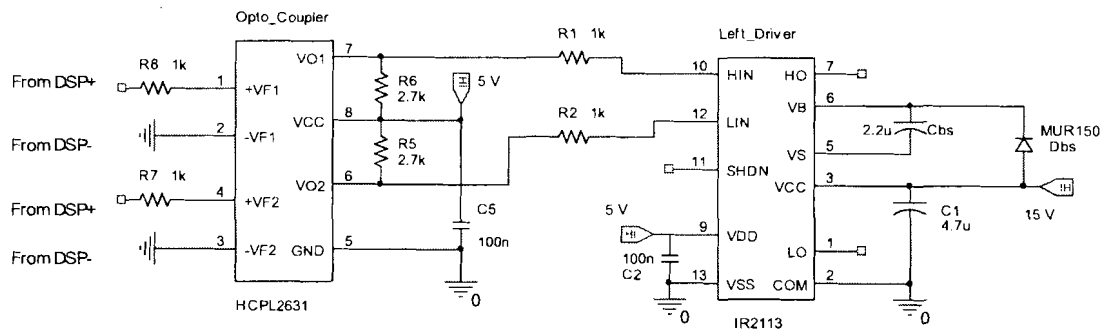 Opto_Coupler
R8 1k
From DSP+
1
+VF1
VO1
7
2
-VF1
From DSP-
VCC
8
R7 1k
From DSP+
4
+VF2
VO2
6
3
-VF2
From DSP-
GND
5
HCPL2631
R6
2.7k
R5
2.7k
5 V
C5
100n
0
R1 1k
R2 1k
Left_Driver
10
HIN
HO
7
12
LIN
VB
6
11
SHDN
VS
5
VCC
3
9
VDD
LO
1
13
VSS
COM
2
IR2113
5 V
100n
C2
0
2.2u
Cbs
MUR150
Dbs
15 V
C1
4.7u
0